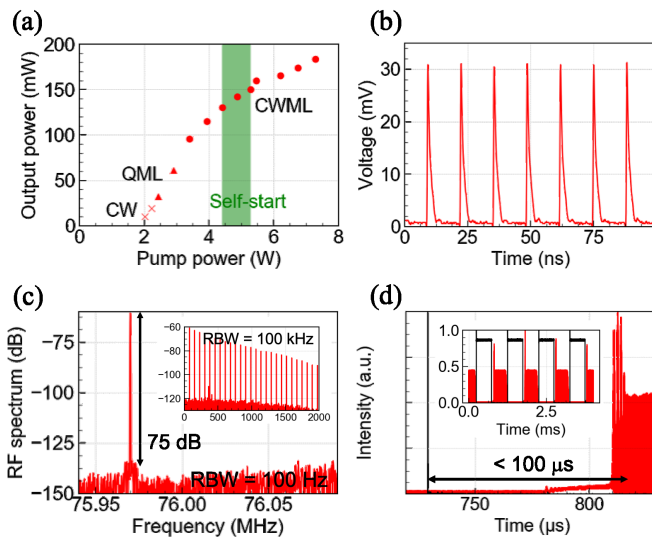 (a)
200
150
100
50
0
Output power (mW)
CWML
QML
CW
Self-start
0
2
4
6
8
Pump power (W)
(b)
40
30
20
10
0
Voltage (mV)
0
25
50
75
Time (ns)
(c)
−75
−100
−125
−150
RF spectrum (dB)
−60
−80
−100
−120
RBW = 100 kHz
0
500
1000
1500
2000
75 dB
RBW = 100 Hz
75.95
76.00
76.05
Frequency (MHz)
(d)
Intensity (a.u.)
1.0
0.5
0.0
0.0
2.5
Time (ms)
< 100 μs
750
800
Time (μs)